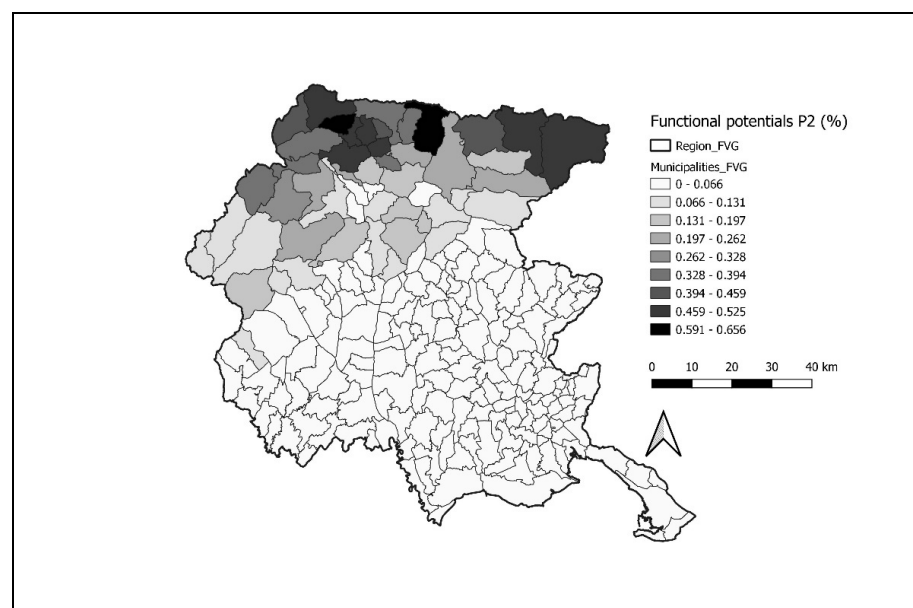 Functional potentials P2 (%)
Region_FVG
Municipalities_FVG
0 - 0.066
0.066 - 0.131
0.131 - 0.197
0.197 - 0.262
0.262 - 0.328
0.328 - 0.394
0.394 - 0.459
0.459 - 0.525
0.591 - 0.656
0 10 20 30 40 km